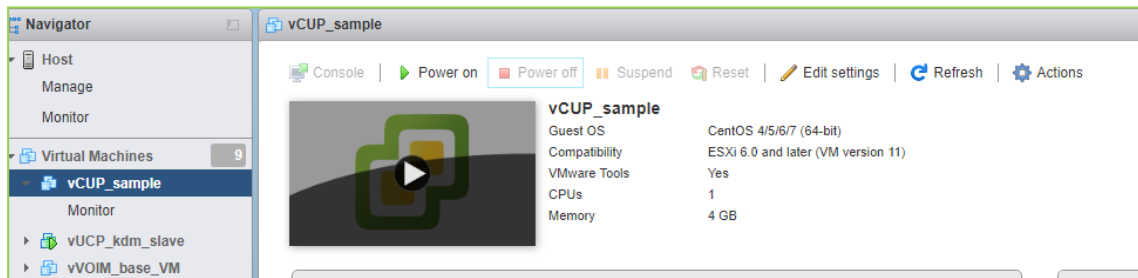 Navigator
Host
Manage
Monitor
Virtual Machines 9
vCUP_sample
Monitor
vUCP_kdm_slave
vVOIM_base_VM
vCUP_sample
Console Power on Power off Suspend Reset Edit settings Refresh Actions
vCUP_sample
Guest OS CentOS 4/5/6/7 (64-bit)
Compatibility ESXi 6.0 and later (VM version 11)
VMware Tools Yes
CPUs 1
Memory 4 GB